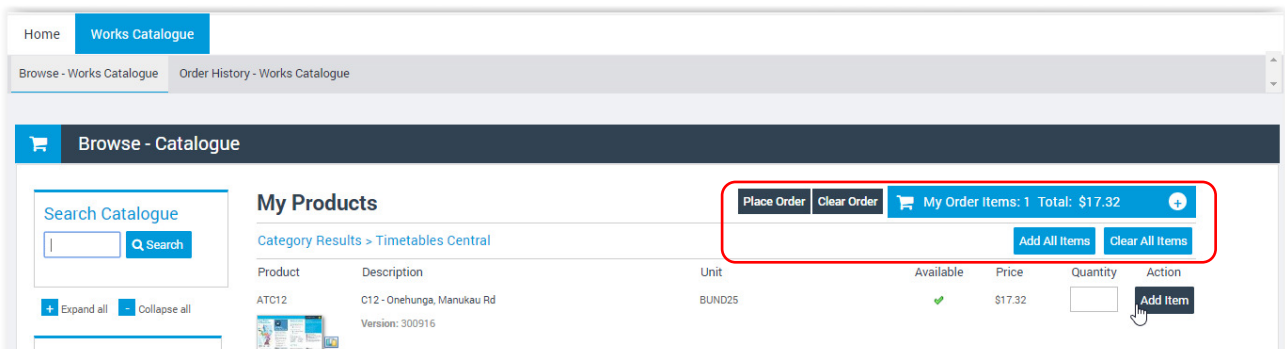 Home Works Catalogue
Browse - Works Catalogue Order History - Works Catalogue
Browse - Catalogue
Search Catalogue
Search
+ Expand all - Collapse all
My Products
Place Order Clear Order My Order Items: 1 Total: $17.32 +
Category Results > Timetables Central
Add All Items Clear All Items
Product Description Unit Available Price Quantity Action
ATC12 C12 - Onehunga, Manukau Rd BUND25 $17.32 Add Item
Version: 300916